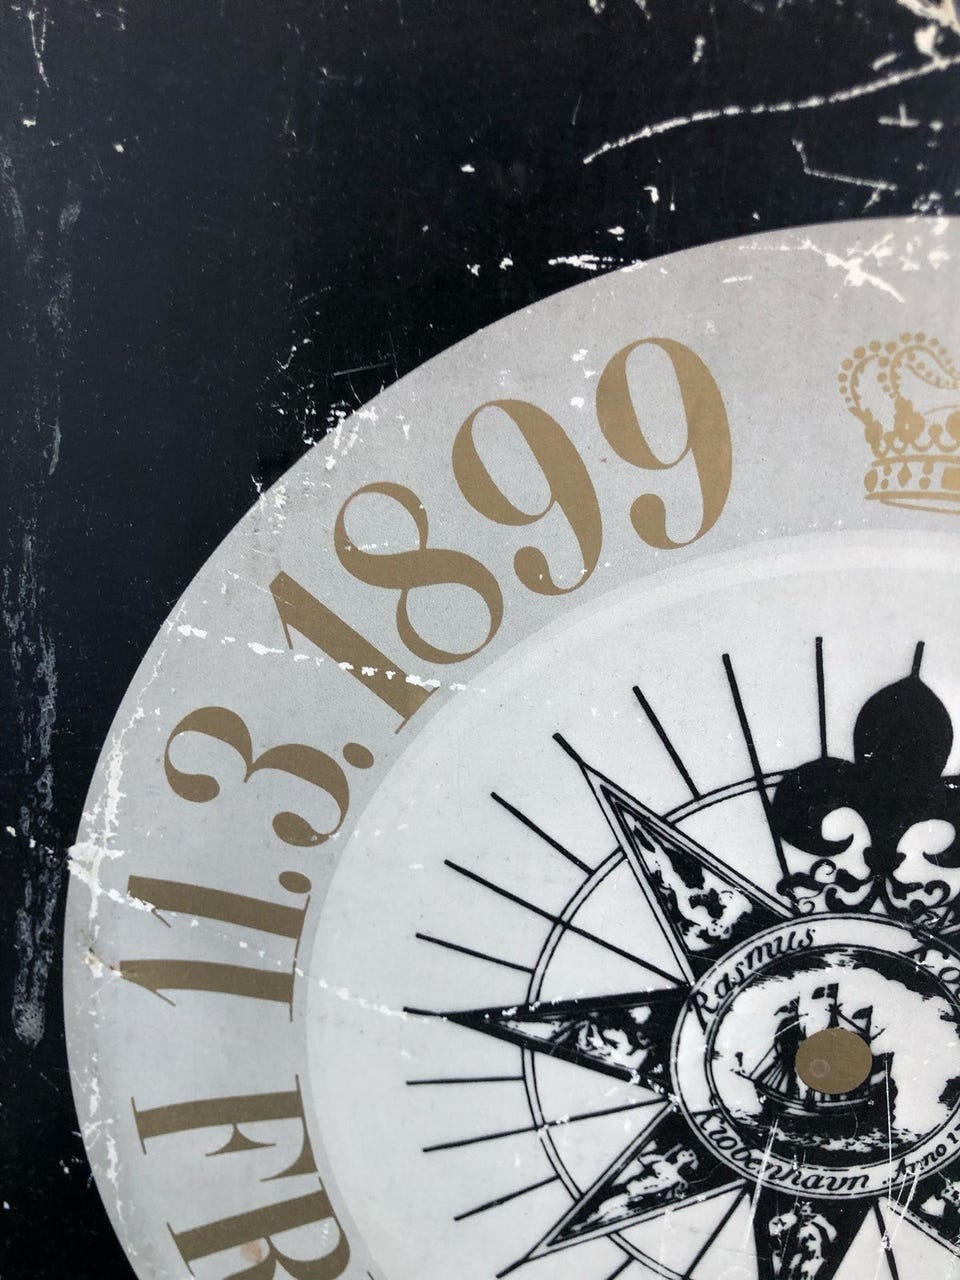 FR 11.3.1899
Rasmus
Kiøbenhavn Anno